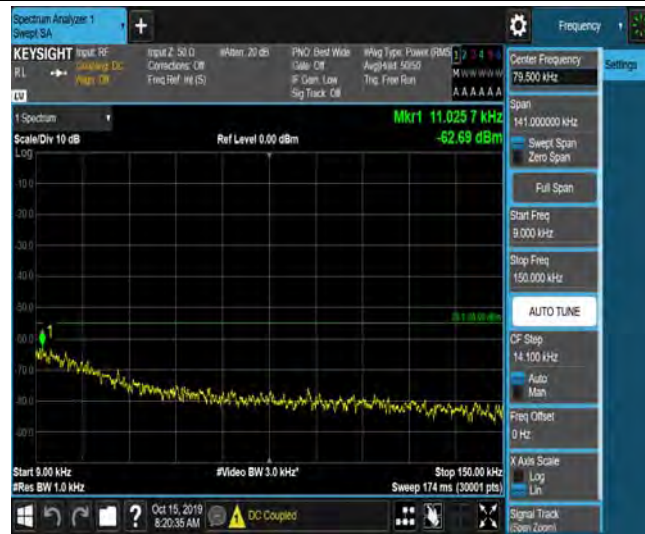 Spectrum Analyzer 1
Swept SA
+
Frequency
KEYSIGHT
Input: RF
Coupling: DC
Align: Off
RL
LV
Input Z: 50 Ω
Corrections: Off
Freq Ref: Int (S)
#Atten: 20 dB
PNO: Best Wide
Gate: Off
IF Gain: Low
Sig Track: Off
#Avg Type: Power (RMS
Avg|Hold: 50/50
Trig: Free Run
1 2 3 4 5 6
M W W W W W
A A A A A A
1 Spectrum
Scale/Div 10 dB
Log
Ref Level 0.00 dBm
Mkr1 11.025 7 kHz
-62.69 dBm
-10.0
-20.0
-30.0
-40.0
-50.0
-60.0
-70.0
-80.0
-90.0
1
Start 9.00 kHz
#Res BW 1.0 kHz
#Video BW 3.0 kHz*
Stop 150.00 kHz
Sweep 174 ms (30001 pts)
Center Frequency
79.500 kHz
Settings
Span
141.000000 kHz
Swept Span
Zero Span
Full Span
Start Freq
9.000 kHz
Stop Freq
150.000 kHz
AUTO TUNE
CF Step
14.100 kHz
Auto
Man
Freq Offset
0 Hz
X Axis Scale
Log
Lin
Signal Track
(Span Zoom)
?
Oct 15, 2019
8:20:35 AM
DC Coupled